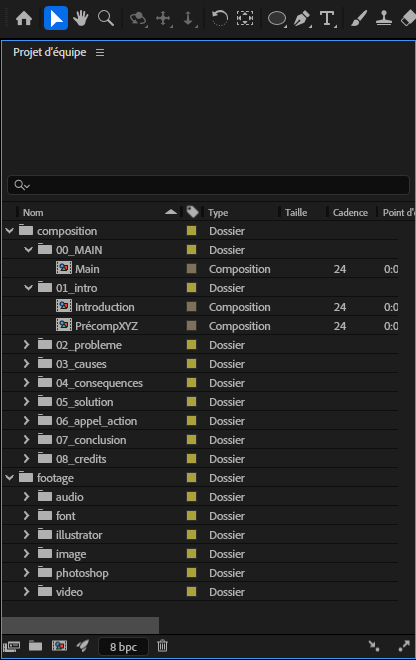 Projet d'équipe
Nom Type Taille Cadence Point d'
composition Dossier
00_MAIN Dossier
Main Composition 24 0:0
01_intro Dossier
Introduction Composition 24 0:0
PrécompXYZ Composition 24 0:0
02_probleme Dossier
03_causes Dossier
04_consequences Dossier
05_solution Dossier
06_appel_action Dossier
07_conclusion Dossier
08_credits Dossier
footage Dossier
audio Dossier
font Dossier
illustrator Dossier
image Dossier
photoshop Dossier
video Dossier
8 bpc